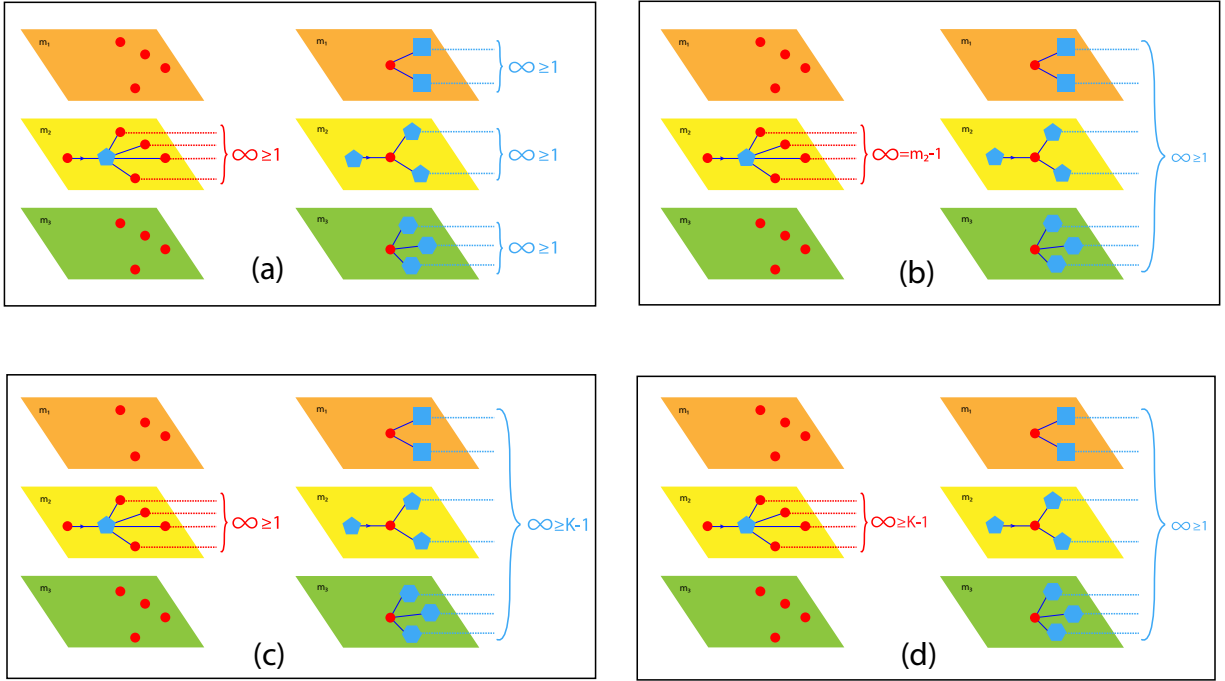 m₁
m₁
∞ ≥1
m₂
∞ ≥1
m₂
∞ ≥1
m₃
m₃
∞ ≥1
(a)
m₁
m₁
m₂
∞=m₂-1
m₂
∞ ≥1
m₃
m₃
(b)
m₁
m₁
m₂
∞ ≥1
m₂
∞≥K-1
m₃
m₃
(c)
m₁
m₁
m₂
∞≥K-1
m₂
∞ ≥1
m₃
m₃
(d)